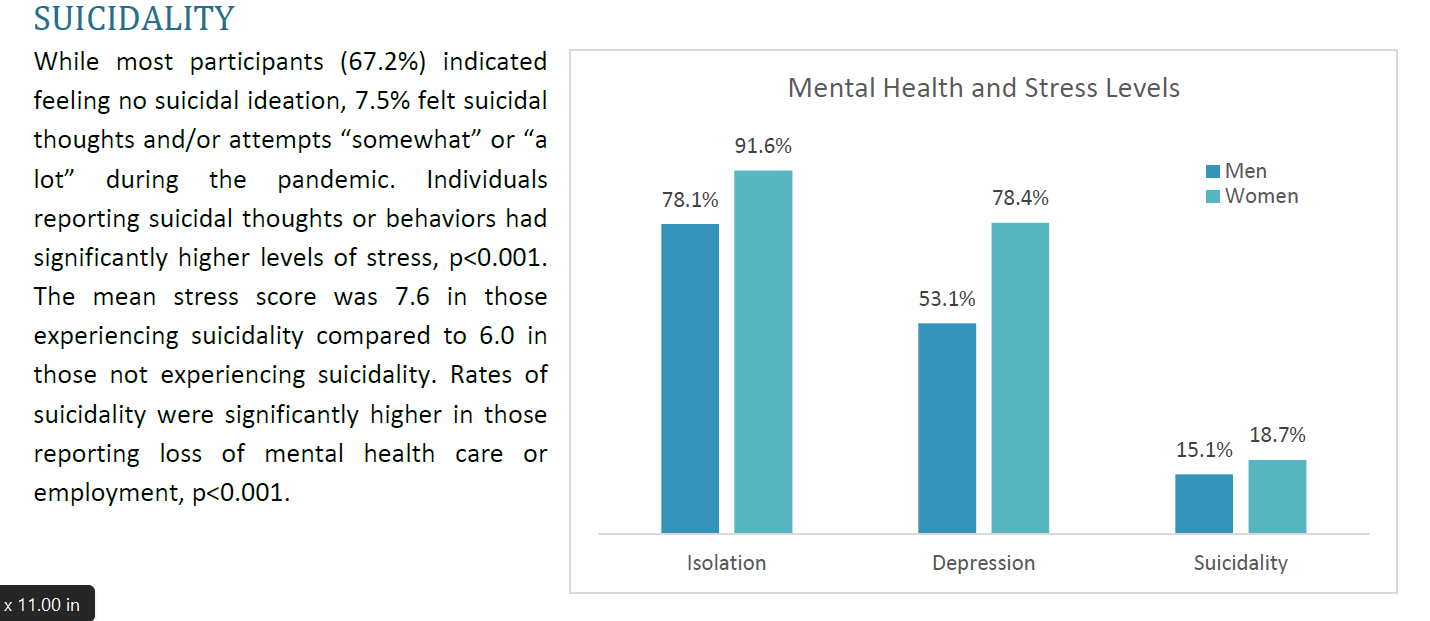 SUICIDALITY
While most participants (67.2%) indicated
feeling no suicidal ideation, 7.5% felt suicidal
thoughts and/or attempts “somewhat” or “a
lot” during the pandemic. Individuals
reporting suicidal thoughts or behaviors had
significantly higher levels of stress, p<0.001.
The mean stress score was 7.6 in those
experiencing suicidality compared to 6.0 in
those not experiencing suicidality. Rates of
suicidality were significantly higher in those
reporting loss of mental health care or
employment, p<0.001.
Mental Health and Stress Levels
Men
Women
78.1%
91.6%
53.1%
78.4%
15.1%
18.7%
Isolation
Depression
Suicidality
x 11.00 in